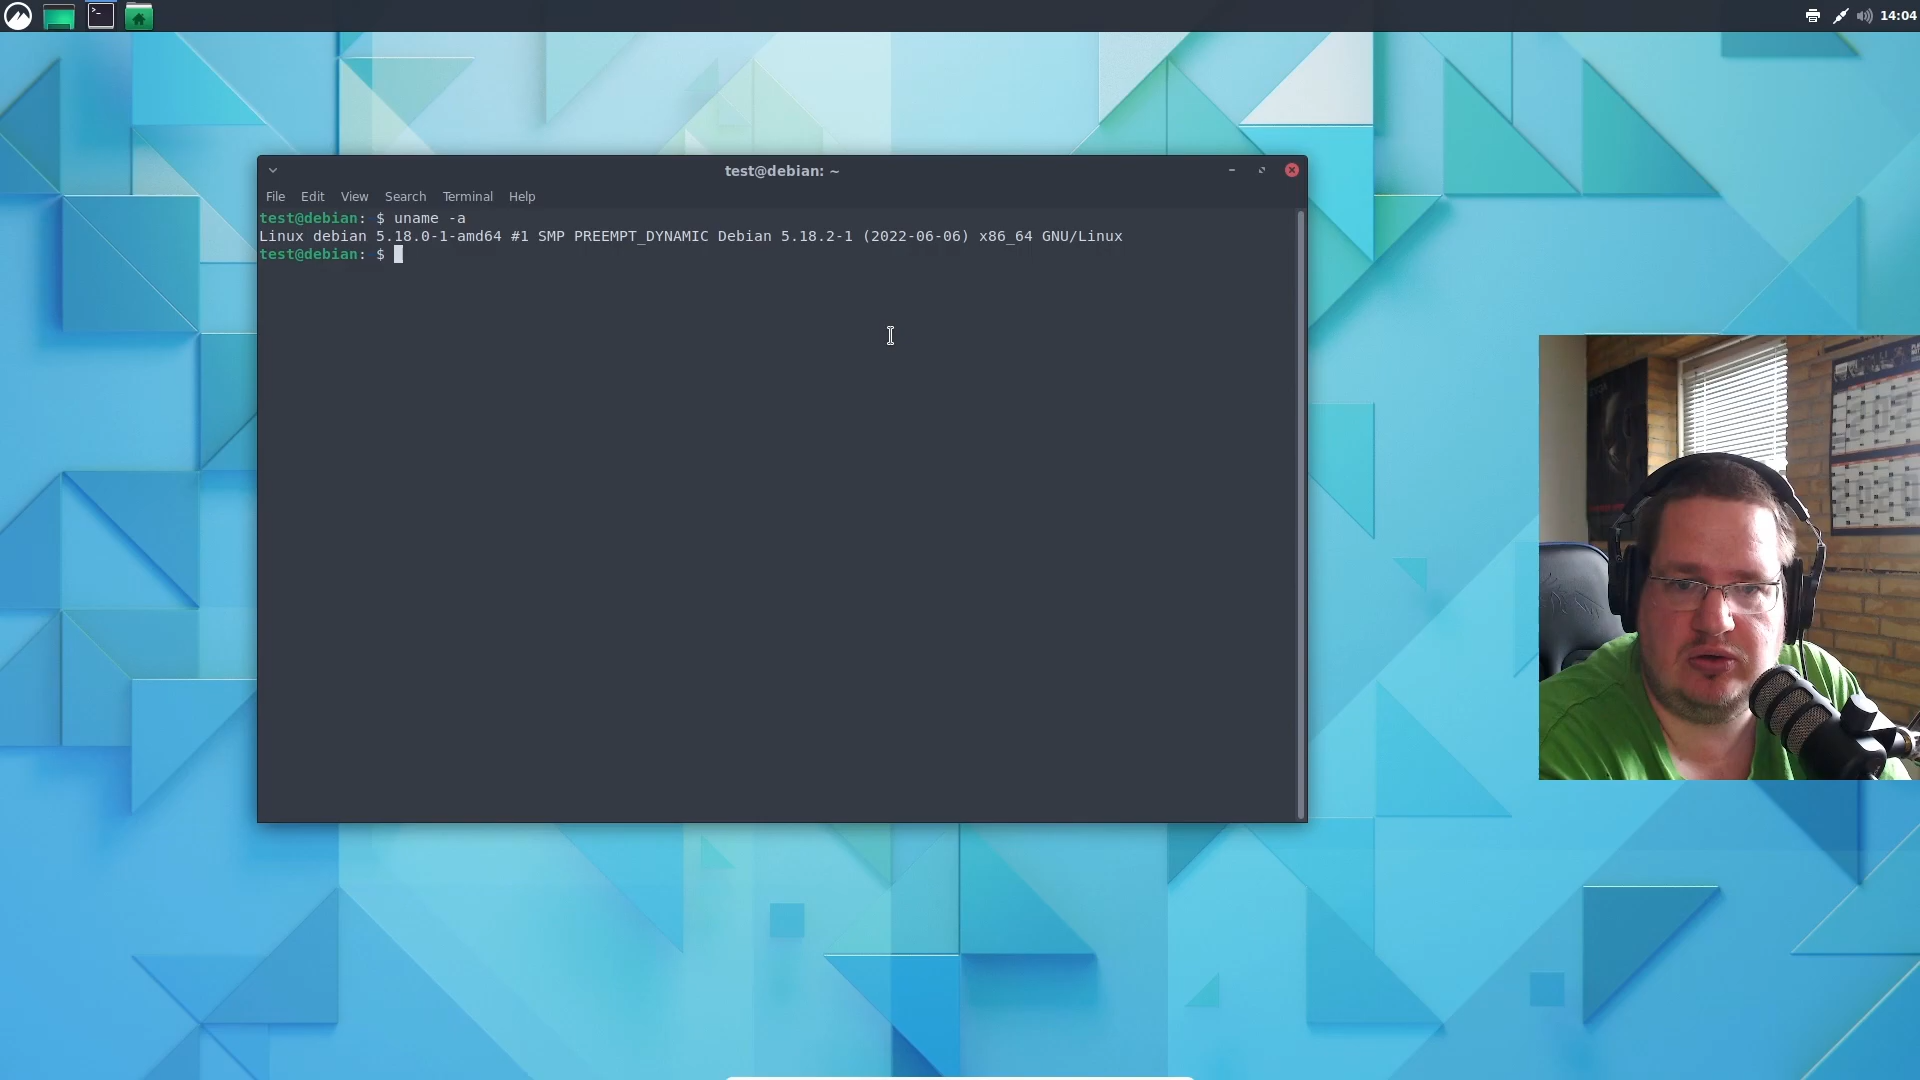 14:04
test@debian: ~
File Edit View Search Terminal Help
test@debian: $ uname -a
Linux debian 5.18.0-1-amd64 #1 SMP PREEMPT_DYNAMIC Debian 5.18.2-1 (2022-06-06) x86_64 GNU/Linux
test@debian: $